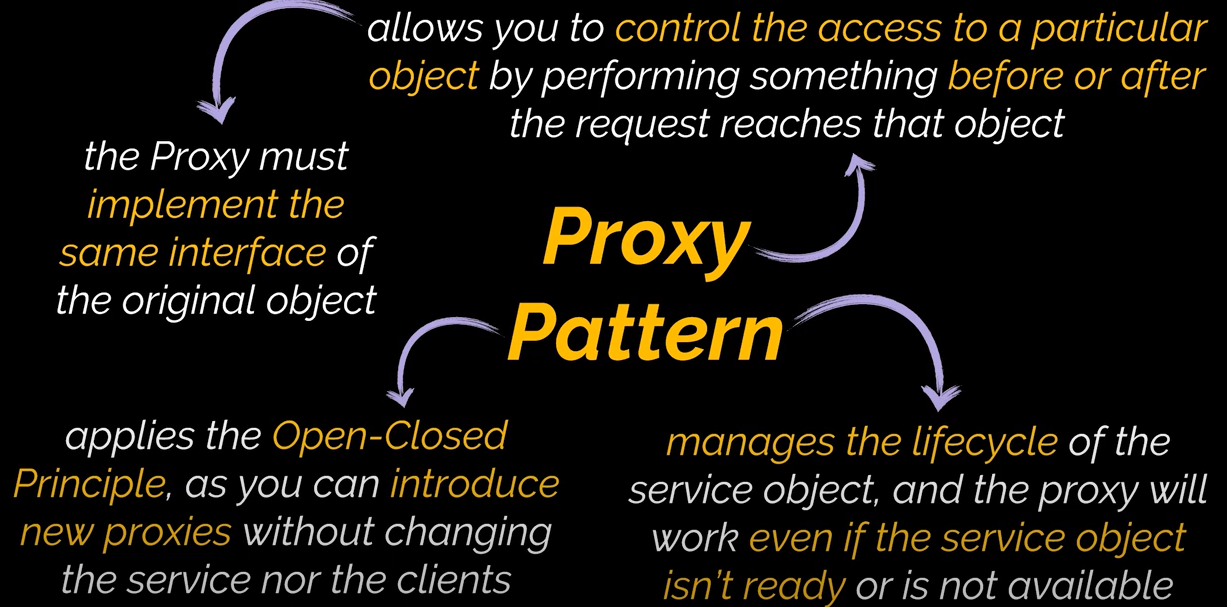 allows you to control the access to a particular
object by performing something before or after
the request reaches that object
the Proxy must
implement the
same interface of
the original object
Proxy
Pattern
applies the Open-Closed
Principle, as you can introduce
new proxies without changing
the service nor the clients
manages the lifecycle of the
service object, and the proxy will
work even if the service object
isn't ready or is not available